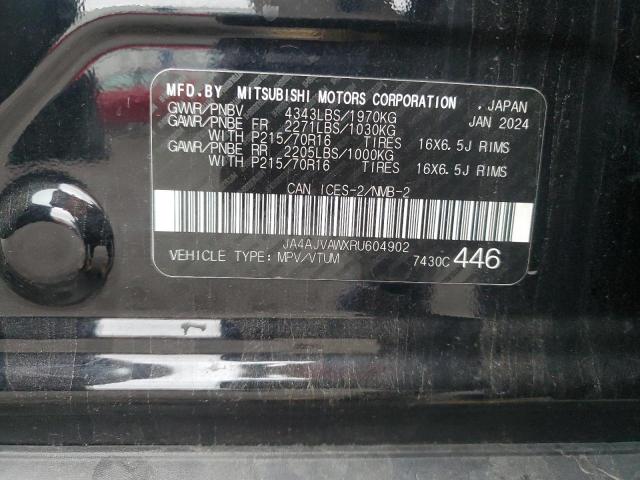 MFD.BY MITSUBISHI MOTORS CORPORATION , JAPAN
GVWR/PNBV 4343LBS/1970KG JAN 2024
GAWR/PNBE FR 2271LBS/1030KG
WITH P215/70R16 TIRES 16X6.5J RIMS
GAWR/PNBE RR 2205LBS/1000KG
WITH P215/70R16 TIRES 16X6.5J RIMS
CAN ICES-2/NMB-2
JA4AJVAWXRU604902
VEHICLE TYPE: MPV/VTUM 7430C 446